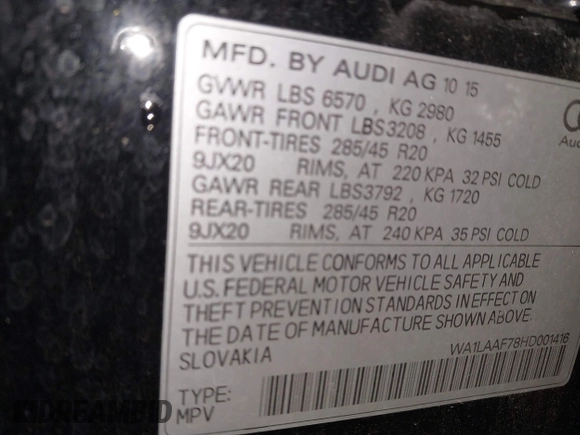 MFD. BY AUDI AG 10 15
GVWR LBS 6570 , KG 2980
GAWR FRONT LBS3208 , KG 1455
FRONT-TIRES 285/45 R20
9JX20 RIMS, AT 220 KPA 32 PSI COLD
GAWR REAR LBS3792 , KG 1720
REAR-TIRES 285/45 R20
9JX20 RIMS, AT 240 KPA 35 PSI COLD
Aud
THIS VEHICLE CONFORMS TO ALL APPLICABLE
U.S. FEDERAL MOTOR VEHICLE SAFETY AND
THEFT PREVENTION STANDARDS IN EFFECT ON
THE DATE OF MANUFACTURE SHOWN ABOVE.
SLOVAKIA
WA1LAAF78HD001416
TYPE:
MPV
DREAMBID